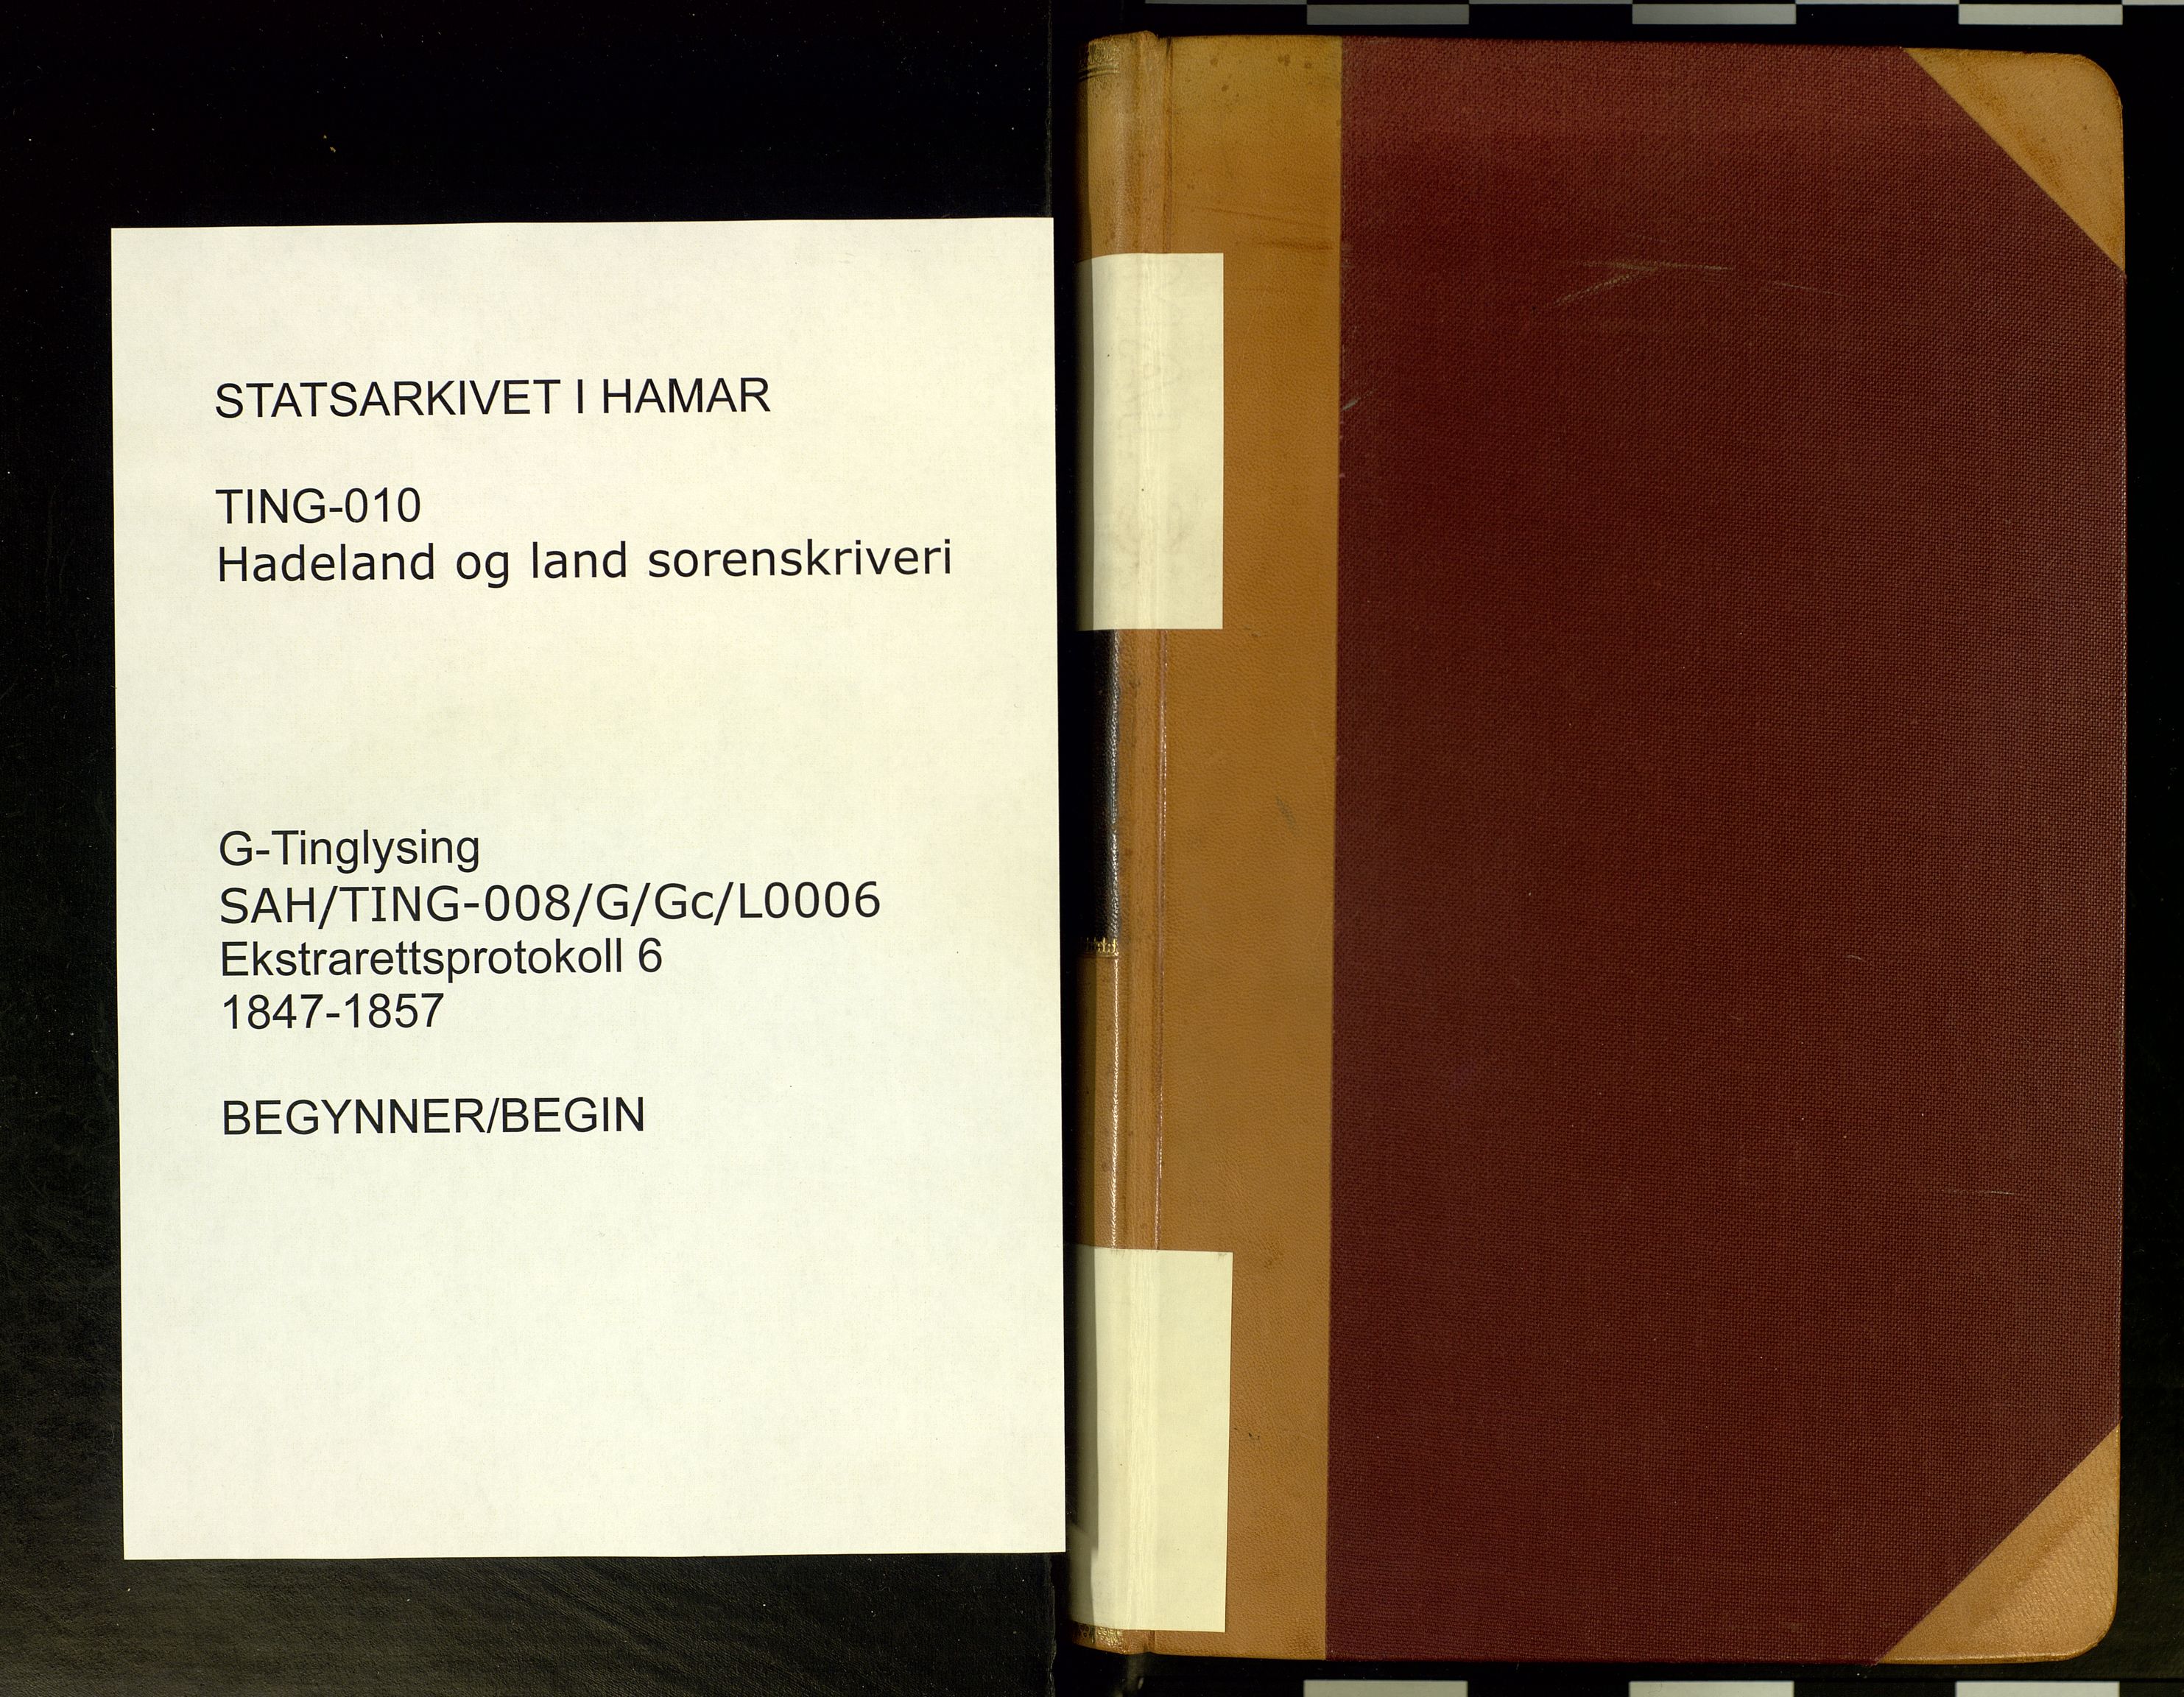 STATSARKIVET I HAMAR
TING-010
Hadeland og land sorenskriveri
G-Tinglysing
SAH/TING-008/G/Gc/L0006
Ekstrarettsprotokoll 6
1847-1857
BEGYNNER/BEGIN